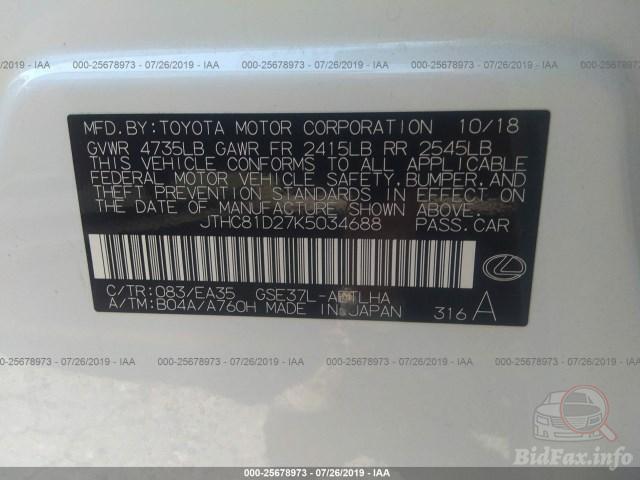 000-25678973 / 07/26/2019 - IAA
000-25678973 / 07/26/2019 - IAA
000-25678973 / 07/26/2019 - IAA
MFD.BY:TOYOTA MOTOR CORPORATION 10/18
GVWR 4735LB GAWR FR 2415LB RR 2545LB
THIS VEHICLE CONFORMS TO ALL APPLICABLE
FEDERAL MOTOR VEHICLE SAFETY,BUMPER,AND
THEFT PREVENTION STANDARDS IN EFFECT ON
THE DATE OF MANUFACTURE SHOWN ABOVE.
JTHC81D27K5034688 PASS.CAR
C/TR:083/EA35 GSE37L-AETLHA
A/TM:B04A/A760H MADE IN JAPAN 316 A
000-25678973 / 07/26/2019 - IAA
000-25678973 / 07/26/2019 - IAA
000-25678973 / 07/26/2019 - IAA
BidFax.info
000-25678973 / 07/26/2019 - IAA